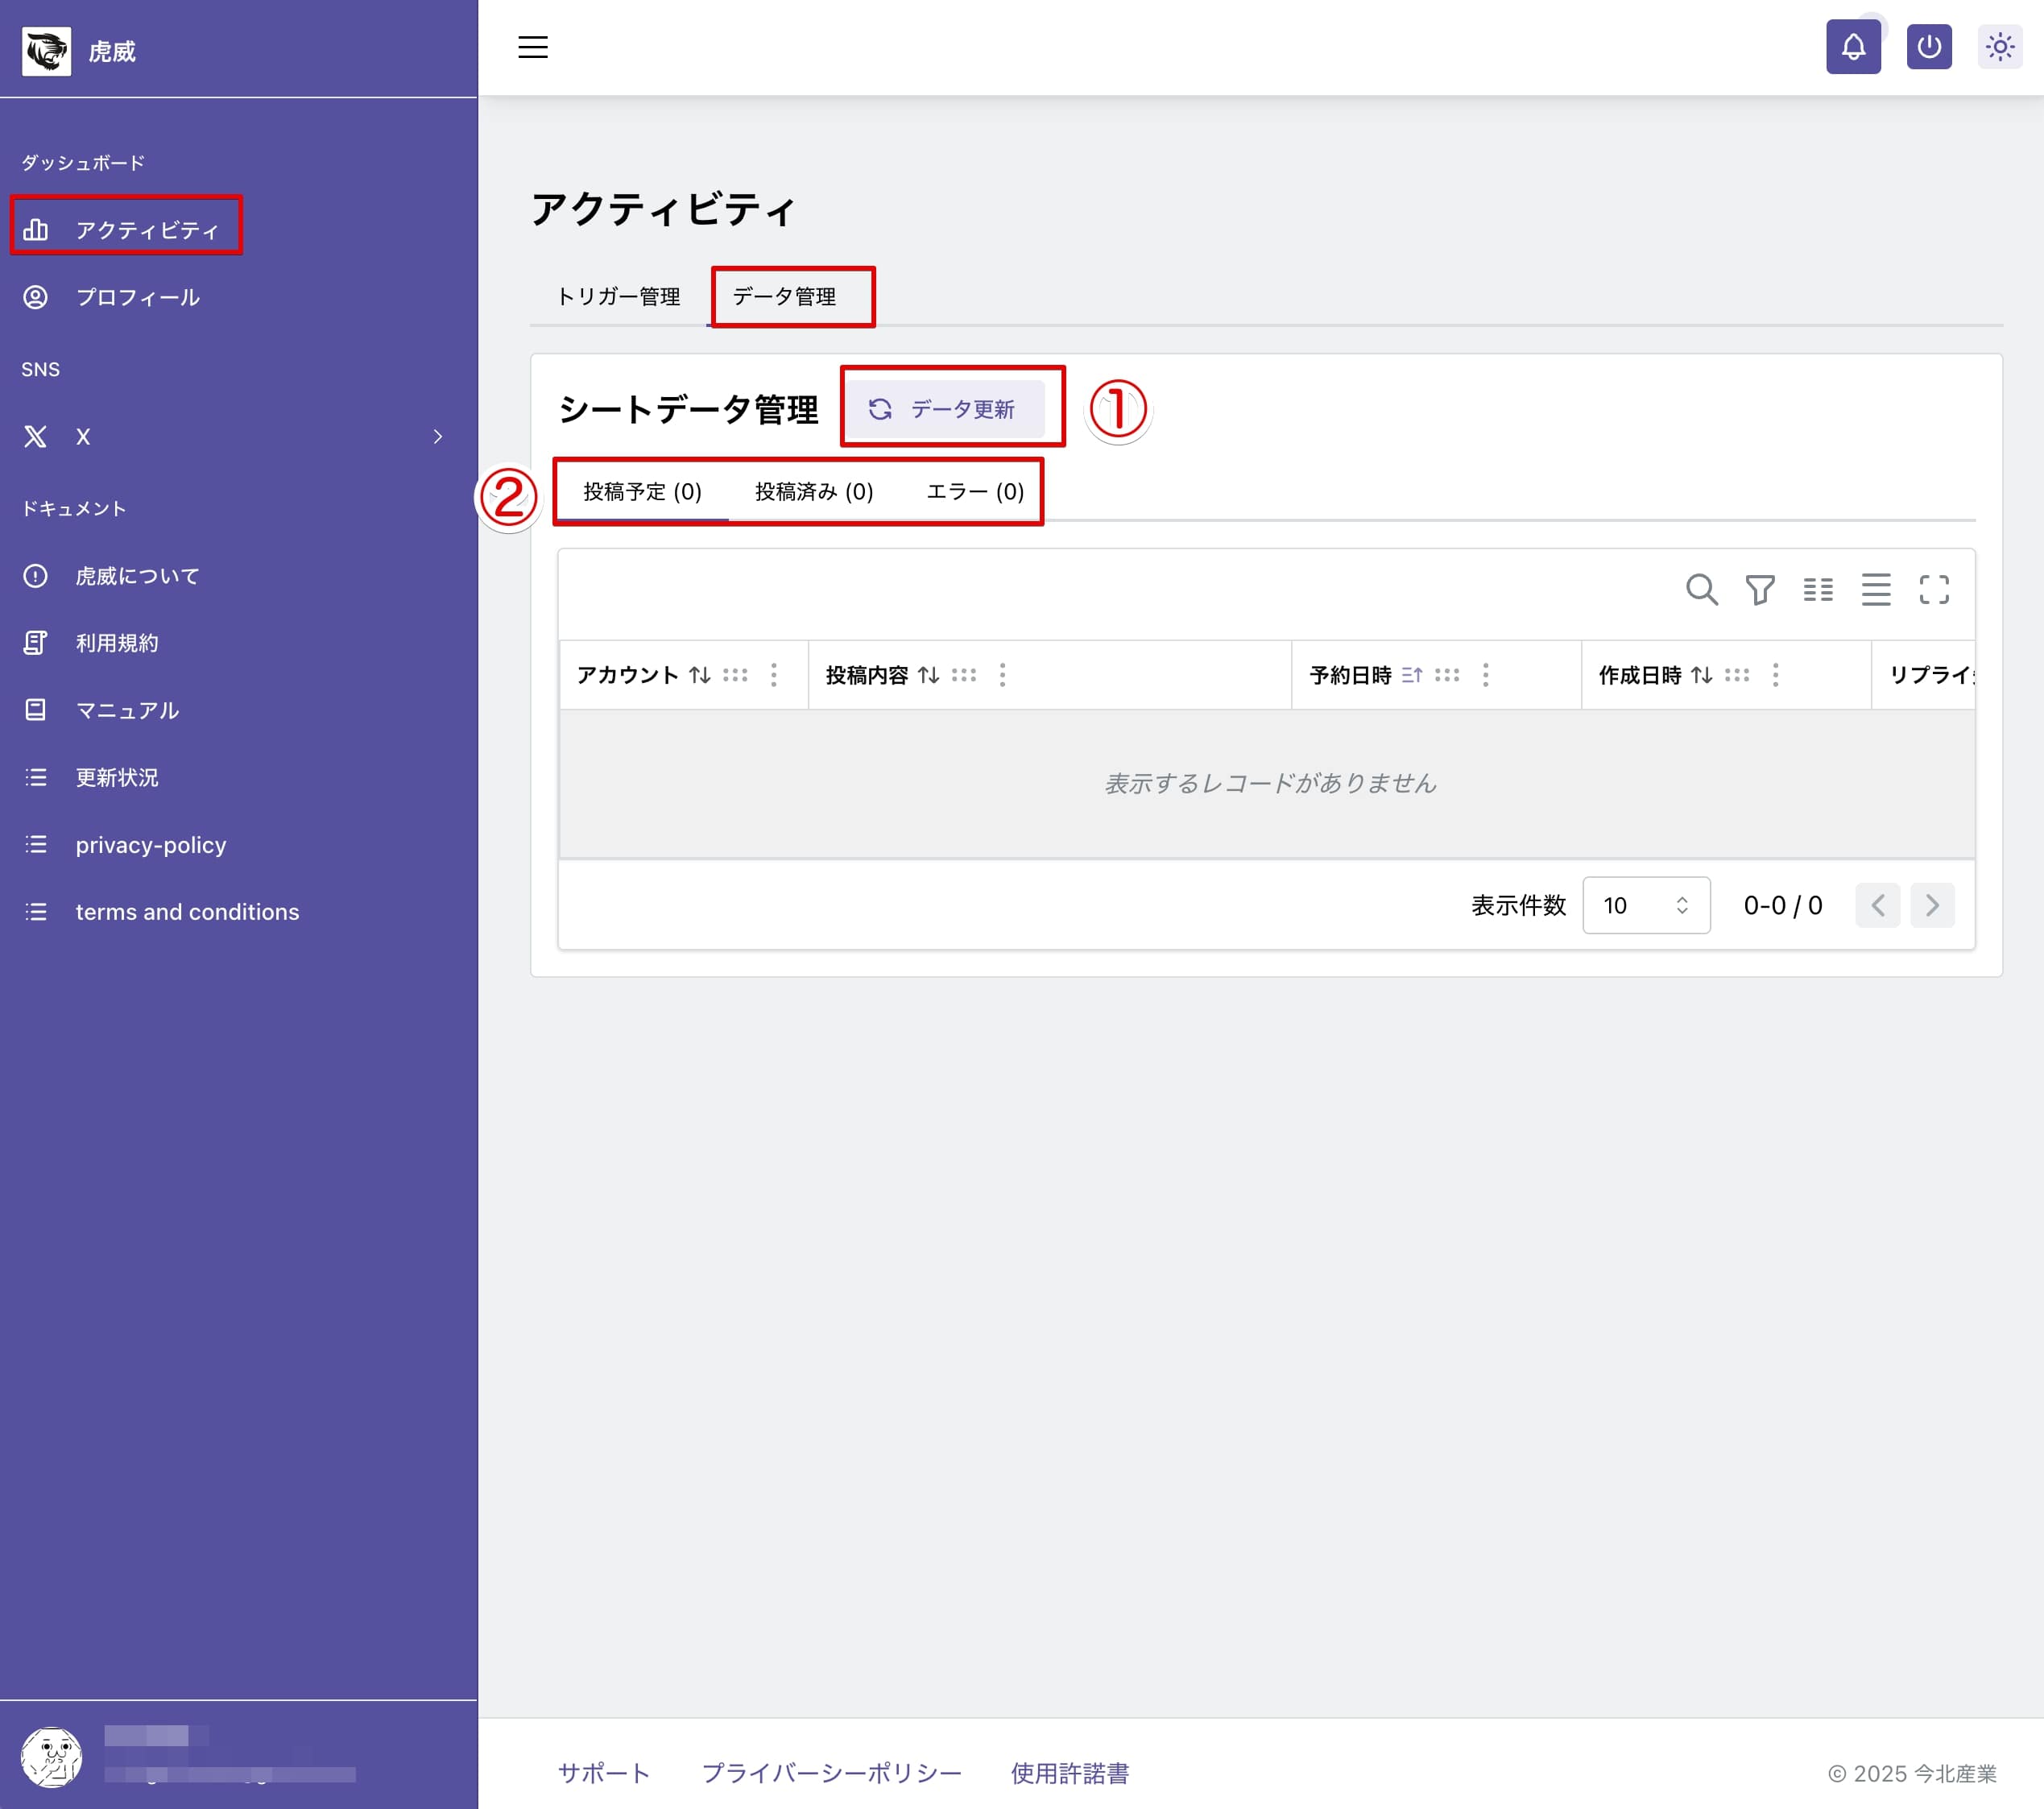 虎威
ダッシュボード
アクティビティ
プロフィール
SNS
X
ドキュメント
虎威について
利用規約
マニュアル
更新状況
privacy-policy
terms and conditions
アクティビティ
トリガー管理 データ管理
シートデータ管理 データ更新 ①
② 投稿予定 (0) 投稿済み (0) エラー (0)
アカウント 投稿内容 予約日時 作成日時 リプライ
表示するレコードがありません
表示件数 10 0-0 / 0
サポート プライバーシーポリシー 使用許諾書 © 2025 今北産業